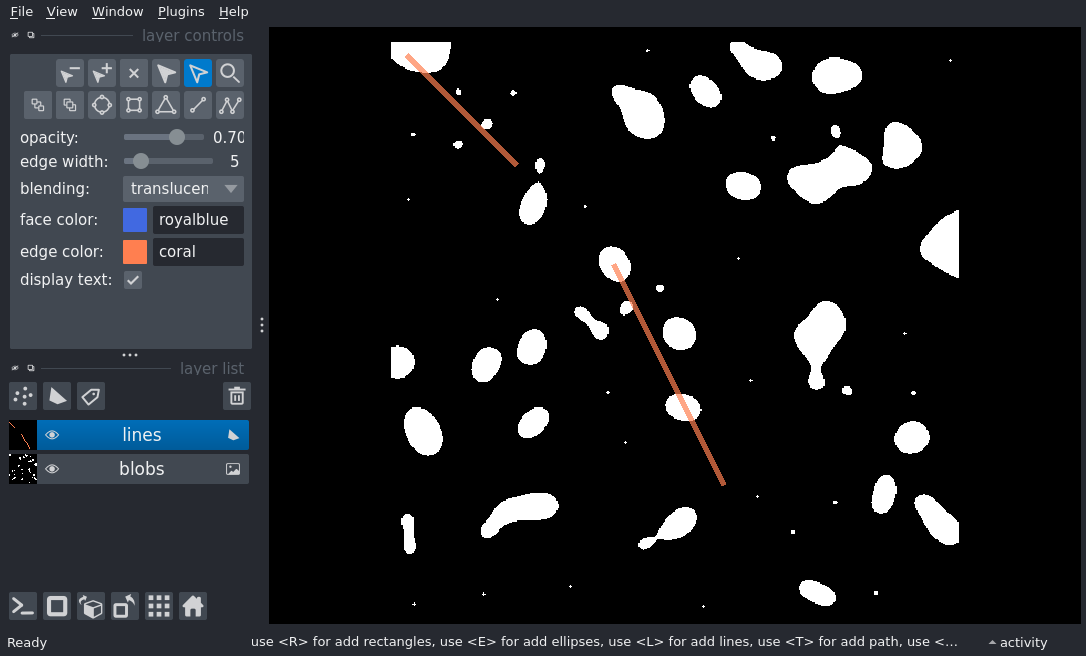 File View Window Plugins Help
layer controls
opacity: 0.70
edge width: 5
blending: translucen
face color: royalblue
edge color: coral
display text:
layer list
lines
blobs
Ready use <R> for add rectangles, use <E> for add ellipses, use <L> for add lines, use <T> for add path, use <... activity